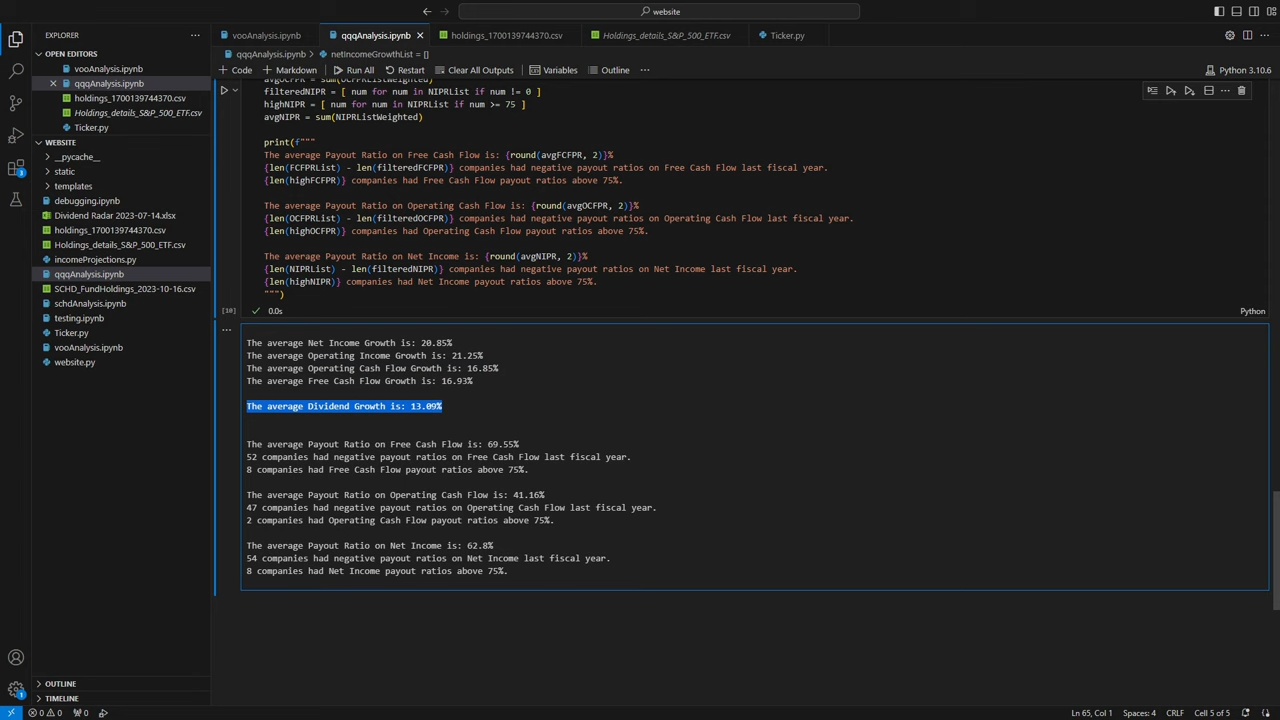 website
EXPLORER
OPEN EDITORS
vooAnalysis.ipynb
qqqAnalysis.ipynb
holdings_1700139744370.csv
Holdings_details_S&P_500_ETF.csv
Ticker.py
WEBSITE
__pycache__
static
templates
debugging.ipynb
Dividend Radar 2023-07-14.xlsx
holdings_1700139744370.csv
Holdings_details_S&P_500_ETF.csv
incomeProjections.py
qqqAnalysis.ipynb
SCHD_FundHoldings_2023-10-16.csv
schdAnalysis.ipynb
testing.ipynb
Ticker.py
vooAnalysis.ipynb
website.py
OUTLINE
TIMELINE
3
1
vooAnalysis.ipynb qqqAnalysis.ipynb holdings_1700139744370.csv Holdings_details_S&P_500_ETF.csv Ticker.py
qqqAnalysis.ipynb netIncomeGrowthList = []
Code Markdown Run All Restart Clear All Outputs Variables Outline Python 3.10.6
avgOCFPR = sum(OCFPRListWeighted)
filteredNIPR = [ num for num in NIPRList if num != 0 ]
highNIPR = [ num for num in NIPRList if num >= 75 ]
avgNIPR = sum(NIPRListWeighted)
print(f"""
The average Payout Ratio on Free Cash Flow is: {round(avgFCFPR, 2)}%
{len(FCFPRList) - len(filteredFCFPR)} companies had negative payout ratios on Free Cash Flow last fiscal year.
{len(highFCFPR)} companies had Free Cash Flow payout ratios above 75%.
The average Payout Ratio on Operating Cash Flow is: {round(avgOCFPR, 2)}%
{len(OCFPRList) - len(filteredOCFPR)} companies had negative payout ratios on Operating Cash Flow last fiscal year.
{len(highOCFPR)} companies had Operating Cash Flow payout ratios above 75%.
The average Payout Ratio on Net Income is: {round(avgNIPR, 2)}%
{len(NIPRList) - len(filteredNIPR)} companies had negative payout ratios on Net Income last fiscal year.
{len(highNIPR)} companies had Net Income payout ratios above 75%.
""")
[10] 0.0s Python
The average Net Income Growth is: 20.85%
The average Operating Income Growth is: 21.25%
The average Operating Cash Flow Growth is: 16.85%
The average Free Cash Flow Growth is: 16.93%
The average Dividend Growth is: 13.09%
The average Payout Ratio on Free Cash Flow is: 69.55%
52 companies had negative payout ratios on Free Cash Flow last fiscal year.
8 companies had Free Cash Flow payout ratios above 75%.
The average Payout Ratio on Operating Cash Flow is: 41.16%
47 companies had negative payout ratios on Operating Cash Flow last fiscal year.
2 companies had Operating Cash Flow payout ratios above 75%.
The average Payout Ratio on Net Income is: 62.8%
54 companies had negative payout ratios on Net Income last fiscal year.
8 companies had Net Income payout ratios above 75%.
0 0 0 Ln 65, Col 1 Spaces: 4 CRLF Cell 5 of 5